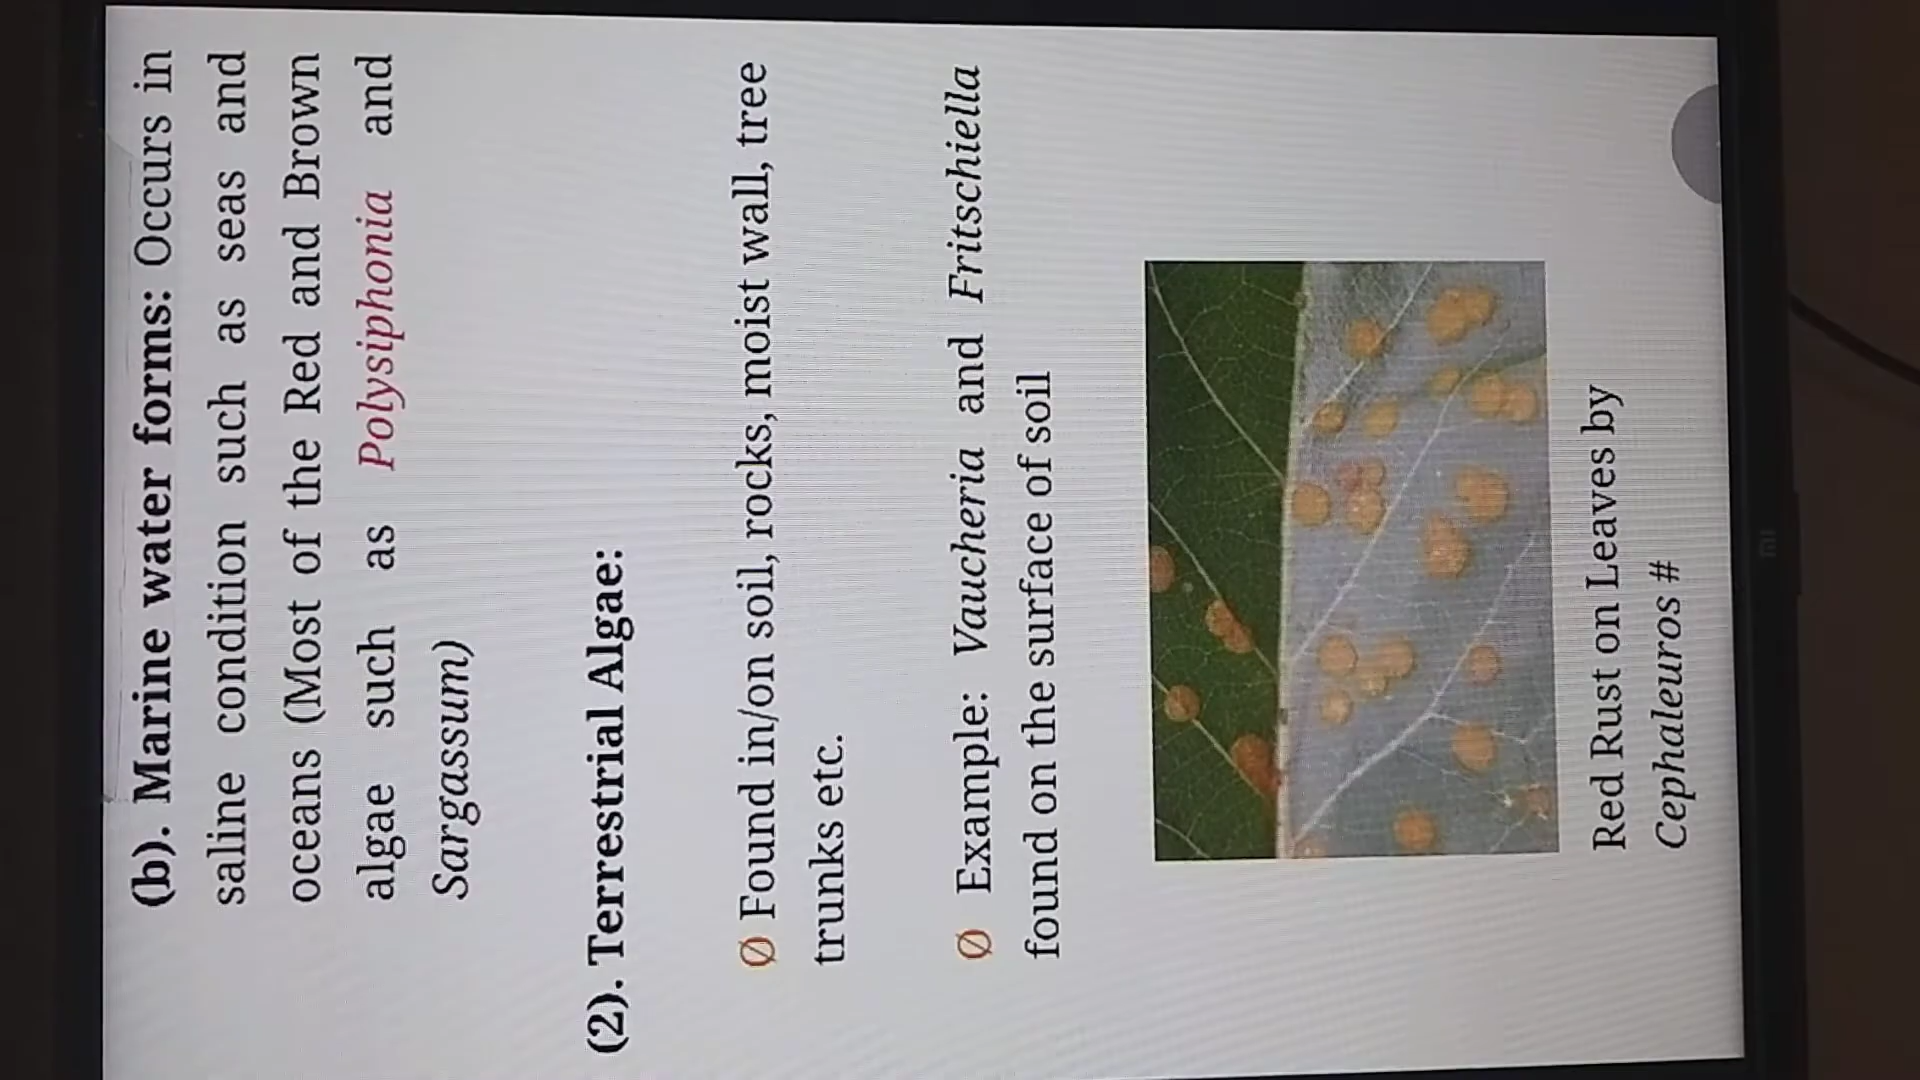 (b). Marine water forms: Occurs in
saline condition such as seas and
oceans (Most of the Red and Brown
algae such as Polysiphonia and
Sargassum)
(2). Terrestrial Algae:
Ø Found in/on soil, rocks, moist wall, tree
trunks etc.
Ø Example: Vaucheria and Fritschiella
found on the surface of soil
Red Rust on Leaves by
Cephaleuros #
mi